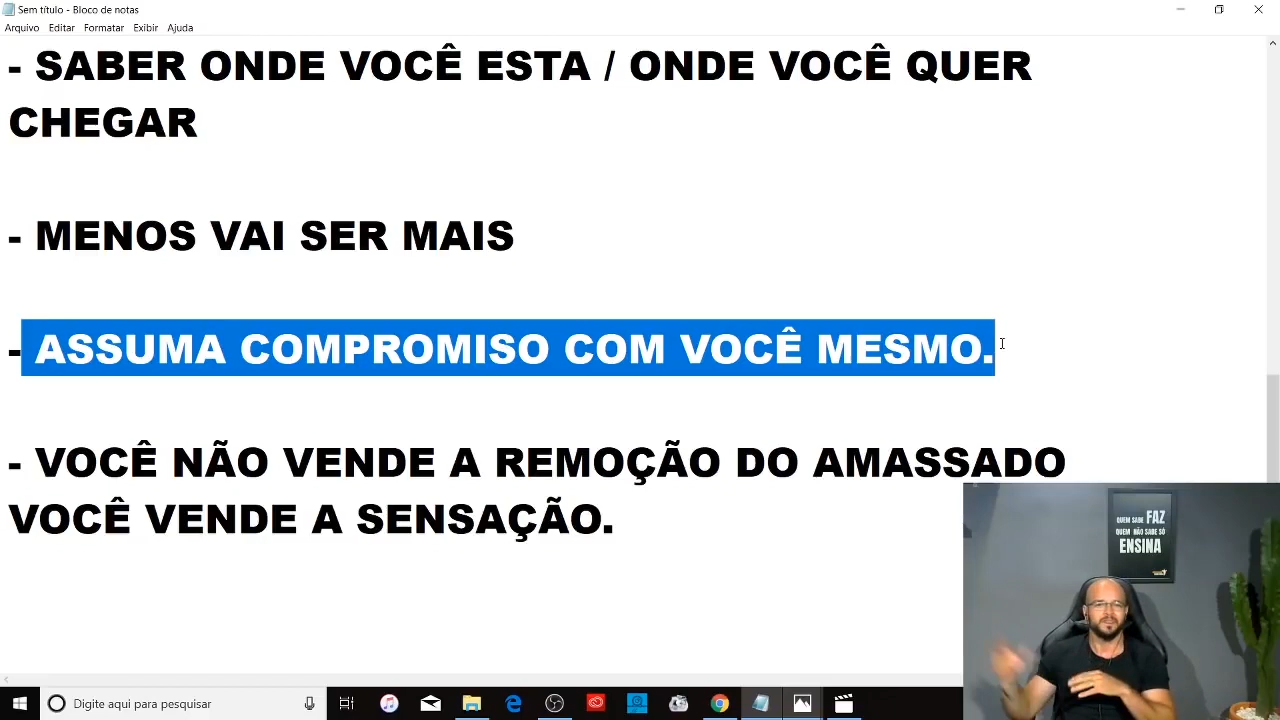 Sem título - Bloco de notas
Arquivo Editar Formatar Exibir Ajuda
- SABER ONDE VOCÊ ESTA / ONDE VOCÊ QUER
CHEGAR
- MENOS VAI SER MAIS
- ASSUMA COMPROMISO COM VOCÊ MESMO.
- VOCÊ NÃO VENDE A REMOÇÃO DO AMASSADO
VOCÊ VENDE A SENSAÇÃO.
QUEM SABE FAZ
QUEM NÃO SABE SÓ
ENSINA
Digite aqui para pesquisar